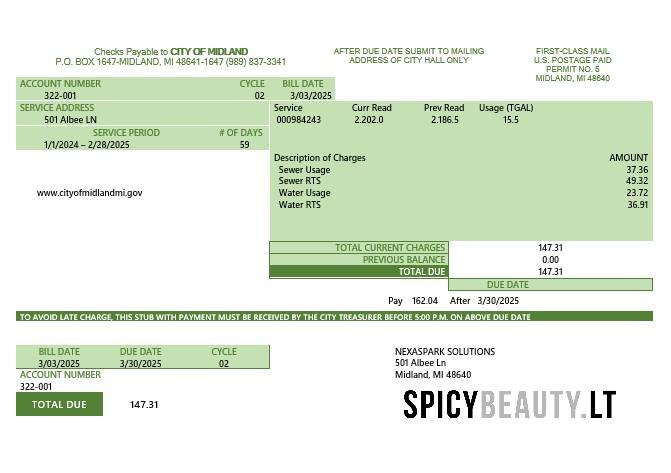 Checks Payable to CITY OF MIDLAND
P.O. BOX 1647-MIDLAND, MI 48641-1647 (989) 837-3341
AFTER DUE DATE SUBMIT TO MAILING
ADDRESS OF CITY HALL ONLY
FIRST-CLASS MAIL
U.S. POSTAGE PAID
PERMIT NO. 5
MIDLAND, MI 48640
ACCOUNT NUMBER CYCLE BILL DATE
322-001 02 3/03/2025
SERVICE ADDRESS
501 Albee LN
SERVICE PERIOD # OF DAYS
1/1/2024 – 2/28/2025 59
www.cityofmidlandmi.gov
Service Curr Read Prev Read Usage (TGAL)
000984243 2.202.0 2.186.5 15.5
Description of Charges AMOUNT
Sewer Usage 37.36
Sewer RTS 49.32
Water Usage 23.72
Water RTS 36.91
TOTAL CURRENT CHARGES 147.31
PREVIOUS BALANCE 0.00
TOTAL DUE 147.31
DUE DATE
Pay 162.04 After 3/30/2025
TO AVOID LATE CHARGE, THIS STUB WITH PAYMENT MUST BE RECEIVED BY THE CITY TREASURER BEFORE 5:00 P.M. ON ABOVE DUE DATE
BILL DATE DUE DATE CYCLE
3/03/2025 3/30/2025 02
ACCOUNT NUMBER
322-001
TOTAL DUE 147.31
NEXASPARK SOLUTIONS
501 Albee Ln
Midland, MI 48640
SPICYBEAUTY.LT